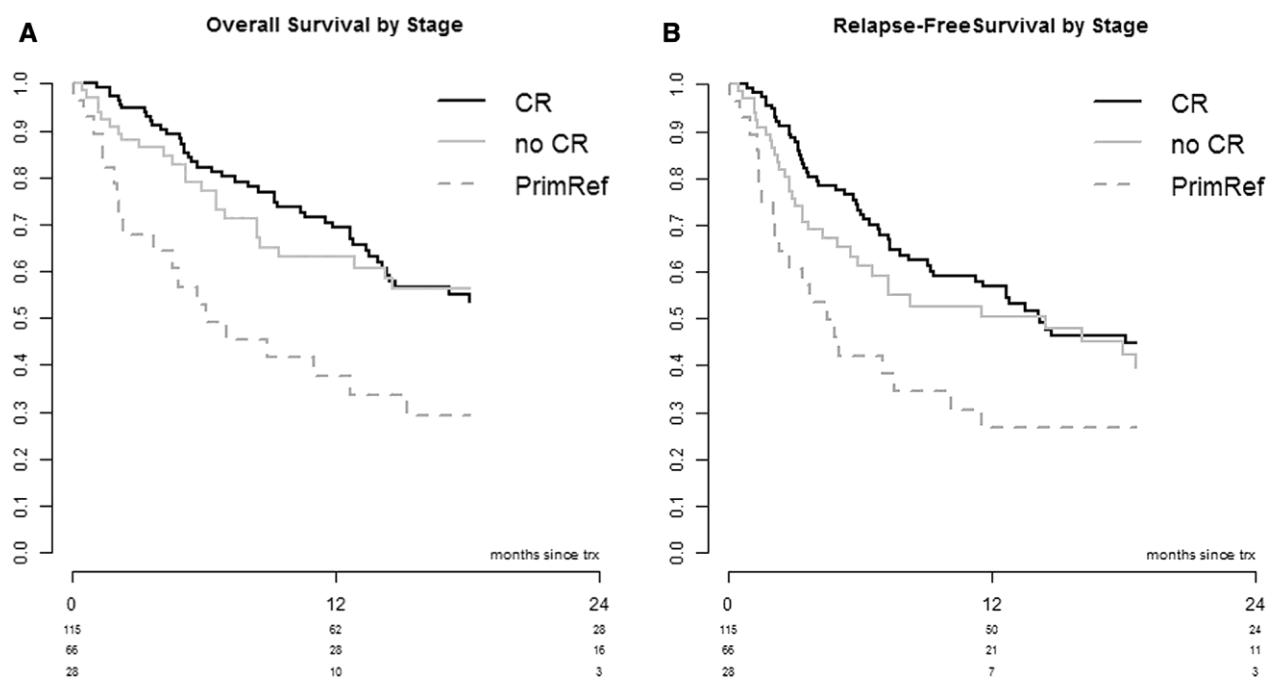 A
Overall Survival by Stage
1.0
0.9
0.8
0.7
0.6
0.5
0.4
0.3
0.2
0.1
0.0
CR
no CR
PrimRef
months since trx
0 12 24
115 62 28
66 28 16
28 10 3
B
Relapse-FreeSurvival by Stage
1.0
0.9
0.8
0.7
0.6
0.5
0.4
0.3
0.2
0.1
0.0
CR
no CR
PrimRef
months since trx
0 12 24
115 50 24
66 21 11
28 7 3